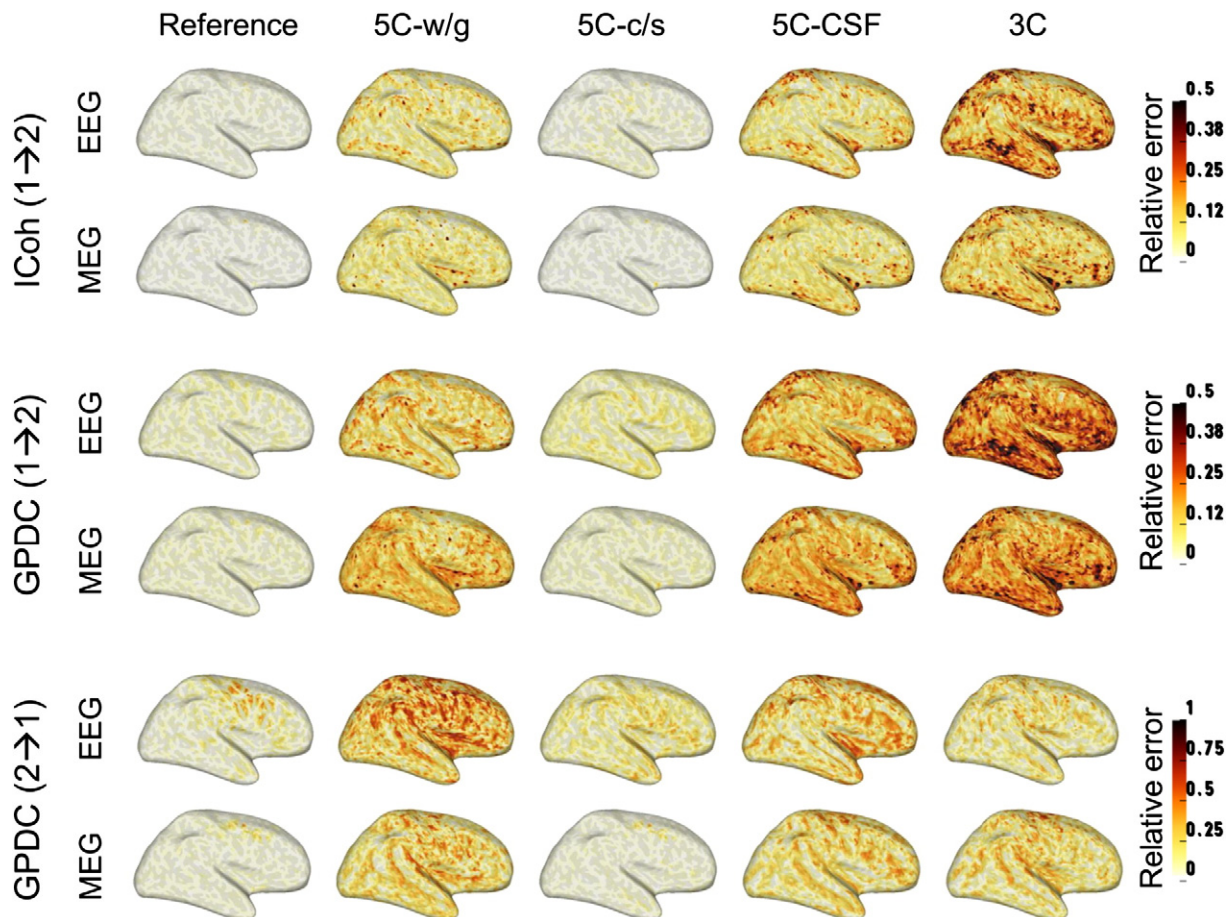 Reference 5C-w/g 5C-c/s 5C-CSF 3C
ICoh (1→2)
EEG
MEG
Relative error
0.5
0.38
0.25
0.12
0
GPDC (1→2)
EEG
MEG
Relative error
0.5
0.38
0.25
0.12
0
GPDC (2→1)
EEG
MEG
Relative error
1
0.75
0.5
0.25
0